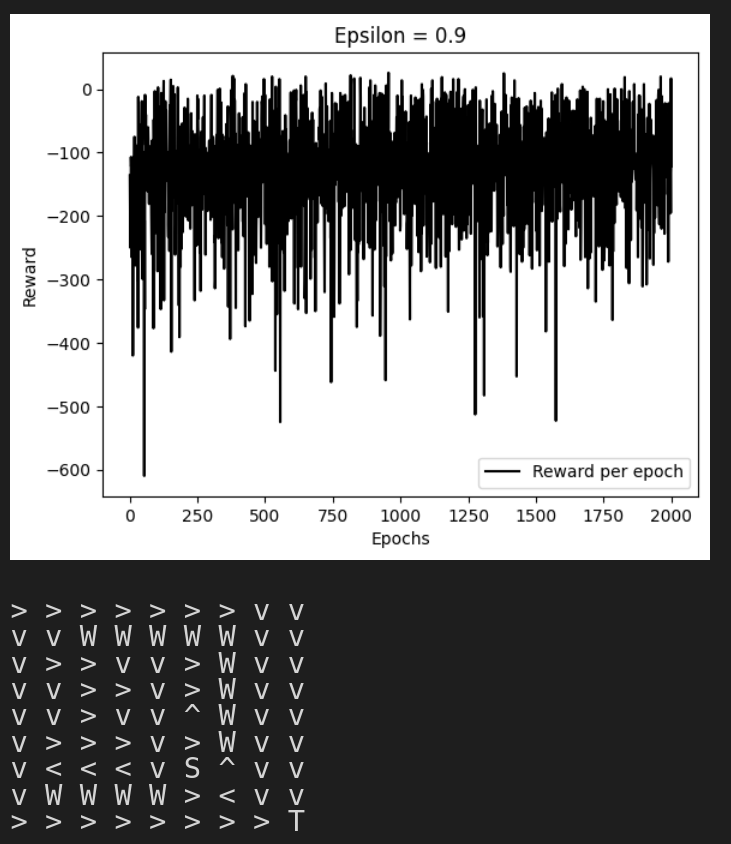 Epsilon = 0.9
0
−100
−200
−300
−400
−500
−600
Reward
Reward per epoch
0 250 500 750 1000 1250 1500 1750 2000
Epochs
> > > > > > > v v
v v W W W W W v v
v > > v v > W v v
v v > > v > W v v
v v > v v ^ W v v
v > > > v > W v v
v < < < v S ^ v v
v W W W W > < v v
> > > > > > > > T